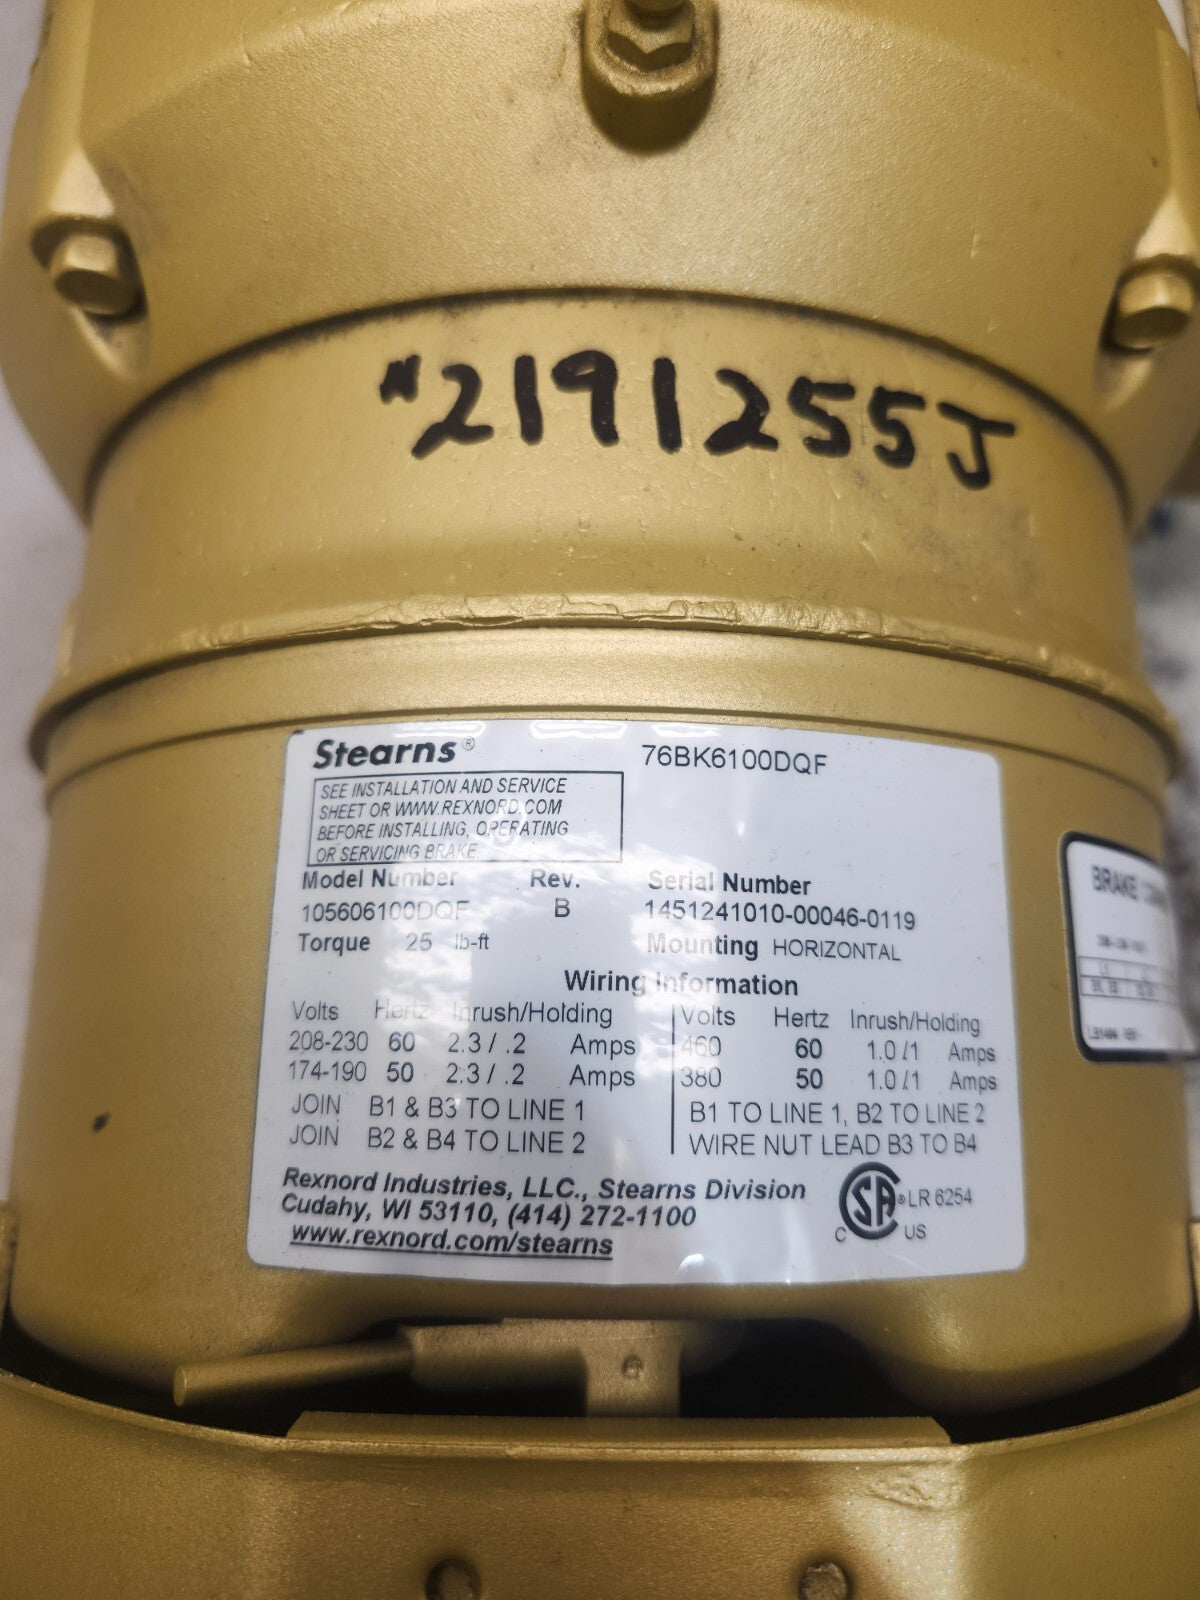 "2191255J
Stearns® 76BK6100DQF
SEE INSTALLATION AND SERVICE
SHEET OR WWW.REXNORD.COM
BEFORE INSTALLING, OPERATING
OR SERVICING BRAKE.
Model Number Rev. Serial Number
105606100DQF B 1451241010-00046-0119
Torque 25 lb-ft Mounting HORIZONTAL
Wiring Information
Volts Hertz Inrush/Holding Volts Hertz Inrush/Holding
208-230 60 2.3 / .2 Amps 460 60 1.0 /.1 Amps
174-190 50 2.3 / .2 Amps 380 50 1.0 /.1 Amps
JOIN B1 & B3 TO LINE 1 B1 TO LINE 1, B2 TO LINE 2
JOIN B2 & B4 TO LINE 2 WIRE NUT LEAD B3 TO B4
Rexnord Industries, LLC., Stearns Division
Cudahy, WI 53110, (414) 272-1100
www.rexnord.com/stearns
C SA ® US LR 6254
BRAKE